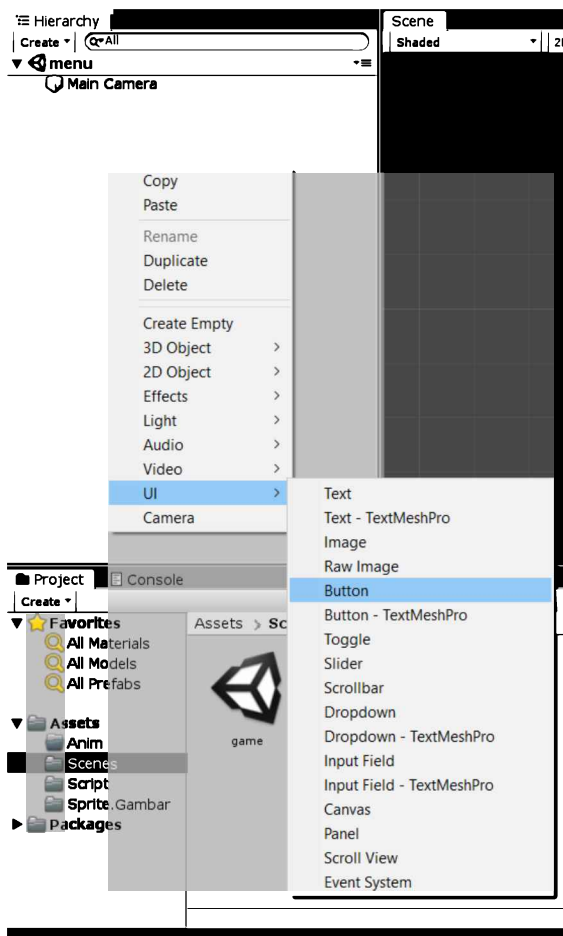 Hierarchy
Create
All
menu
Main Camera
Scene
Shaded
Copy
Paste
Rename
Duplicate
Delete
Create Empty
3D Object
2D Object
Effects
Light
Audio
Video
UI
Camera
Text
Text - TextMeshPro
Image
Raw Image
Button
Button - TextMeshPro
Toggle
Slider
Scrollbar
Dropdown
Dropdown - TextMeshPro
Input Field
Input Field - TextMeshPro
Canvas
Panel
Scroll View
Event System
Project
Console
Create
Favorites
All Materials
All Models
All Prefabs
Assets
Anim
Scenes
Script
Sprite.Gambar
Packages
Assets > Sc
game